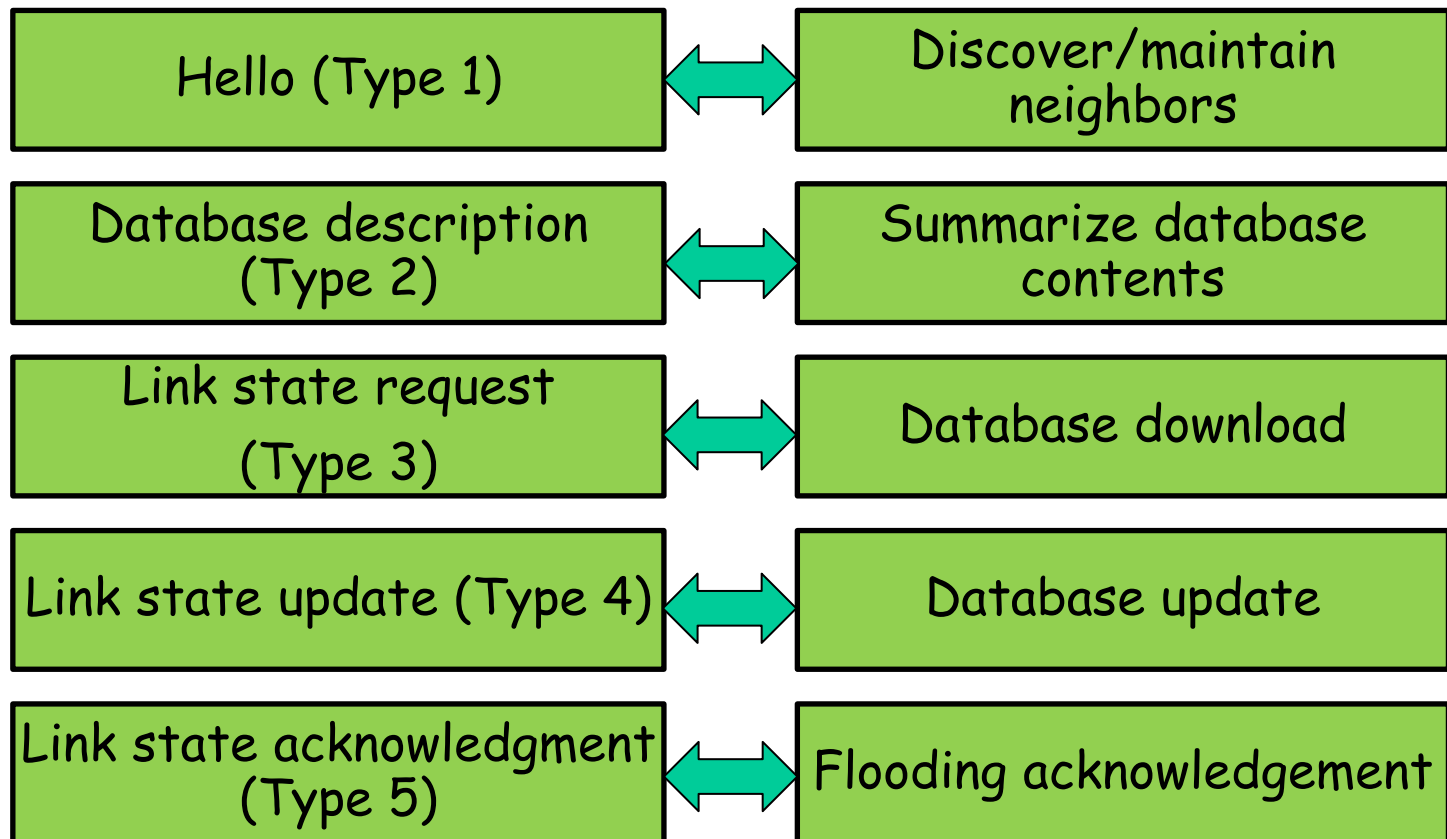 Hello (Type 1)
Discover/maintain
neighbors
Database description
(Type 2)
Summarize database
contents
Link state request
(Type 3)
Database download
Link state update (Type 4)
Database update
Link state acknowledgment
(Type 5)
Flooding acknowledgement